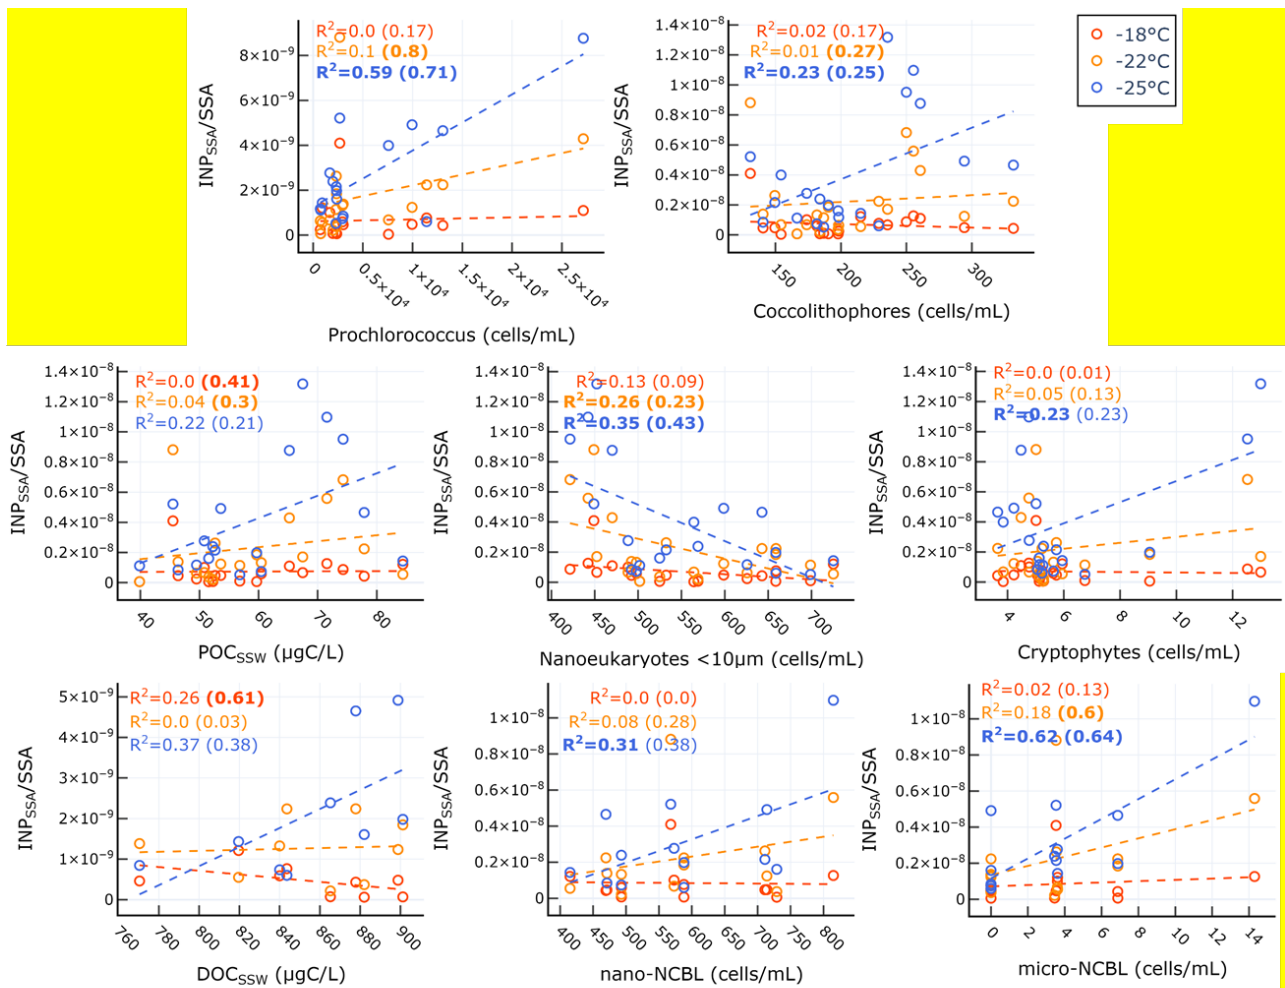 R²=0.0 (0.17)
R²=0.1 (0.8)
R²=0.59 (0.71)
8×10⁻⁹
6×10⁻⁹
4×10⁻⁹
2×10⁻⁹
0
INP_SSA/SSA
0
0.5×10⁴
1×10⁴
1.5×10⁴
2×10⁴
2.5×10⁴
Prochlorococcus (cells/mL)
R²=0.02 (0.17)
R²=0.01 (0.27)
R²=0.23 (0.25)
1.4×10⁻⁸
1.2×10⁻⁸
1×10⁻⁸
0.8×10⁻⁸
0.6×10⁻⁸
0.4×10⁻⁸
0.2×10⁻⁸
0
INP_SSA/SSA
150
200
250
300
Coccolithophores (cells/mL)
-18°C
-22°C
-25°C
R²=0.0 (0.41)
R²=0.04 (0.3)
R²=0.22 (0.21)
1.4×10⁻⁸
1.2×10⁻⁸
1×10⁻⁸
0.8×10⁻⁸
0.6×10⁻⁸
0.4×10⁻⁸
0.2×10⁻⁸
0
INP_SSA/SSA
40
50
60
70
80
POC_SSW (µgC/L)
R²=0.13 (0.09)
R²=0.26 (0.23)
R²=0.35 (0.43)
1.4×10⁻⁸
1.2×10⁻⁸
1×10⁻⁸
0.8×10⁻⁸
0.6×10⁻⁸
0.4×10⁻⁸
0.2×10⁻⁸
0
INP_SSA/SSA
400
450
500
550
600
650
700
Nanoeukaryotes <10µm (cells/mL)
R²=0.0 (0.01)
R²=0.05 (0.13)
R²=0.23 (0.23)
1.4×10⁻⁸
1.2×10⁻⁸
1×10⁻⁸
0.8×10⁻⁸
0.6×10⁻⁸
0.4×10⁻⁸
0.2×10⁻⁸
0
INP_SSA/SSA
4
6
8
10
12
Cryptophytes (cells/mL)
R²=0.26 (0.61)
R²=0.0 (0.03)
R²=0.37 (0.38)
5×10⁻⁹
4×10⁻⁹
3×10⁻⁹
2×10⁻⁹
1×10⁻⁹
0
INP_SSA/SSA
760
780
800
820
840
860
880
900
DOC_SSW (µgC/L)
R²=0.0 (0.0)
R²=0.08 (0.28)
R²=0.31 (0.38)
1×10⁻⁸
0.8×10⁻⁸
0.6×10⁻⁸
0.4×10⁻⁸
0.2×10⁻⁸
0
INP_SSA/SSA
400
450
500
550
600
650
700
750
800
nano-NCBL (cells/mL)
R²=0.02 (0.13)
R²=0.18 (0.6)
R²=0.62 (0.64)
1×10⁻⁸
0.8×10⁻⁸
0.6×10⁻⁸
0.4×10⁻⁸
0.2×10⁻⁸
0
INP_SSA/SSA
0
2
4
6
8
10
12
14
micro-NCBL (cells/mL)